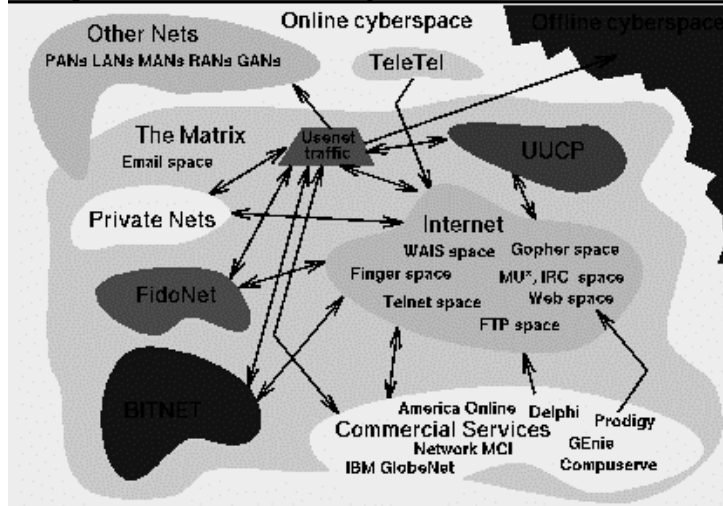 Online cyberspace
Offline cyberspace
Other Nets
PANs LANs MANs RANs GANs
TeleTel
The Matrix
Email space
Usenet
traffic
UUCP
Private Nets
Internet
WAIS space
Gopher space
Finger space
MU*, IRC space
Telnet space
Web space
FTP space
FidoNet
BITNET
America Online
Delphi
Prodigy
Commercial Services
GEnie
Network MCI
IBM GlobeNet
Compuserve